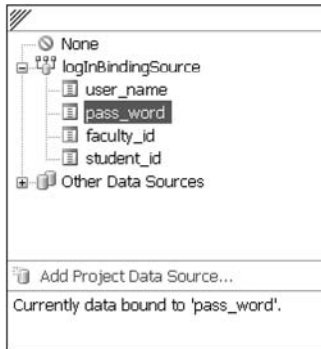 None
logInBindingSource
user_name
pass_word
faculty_id
student_id
Other Data Sources
Add Project Data Source...
Currently data bound to 'pass_word'.